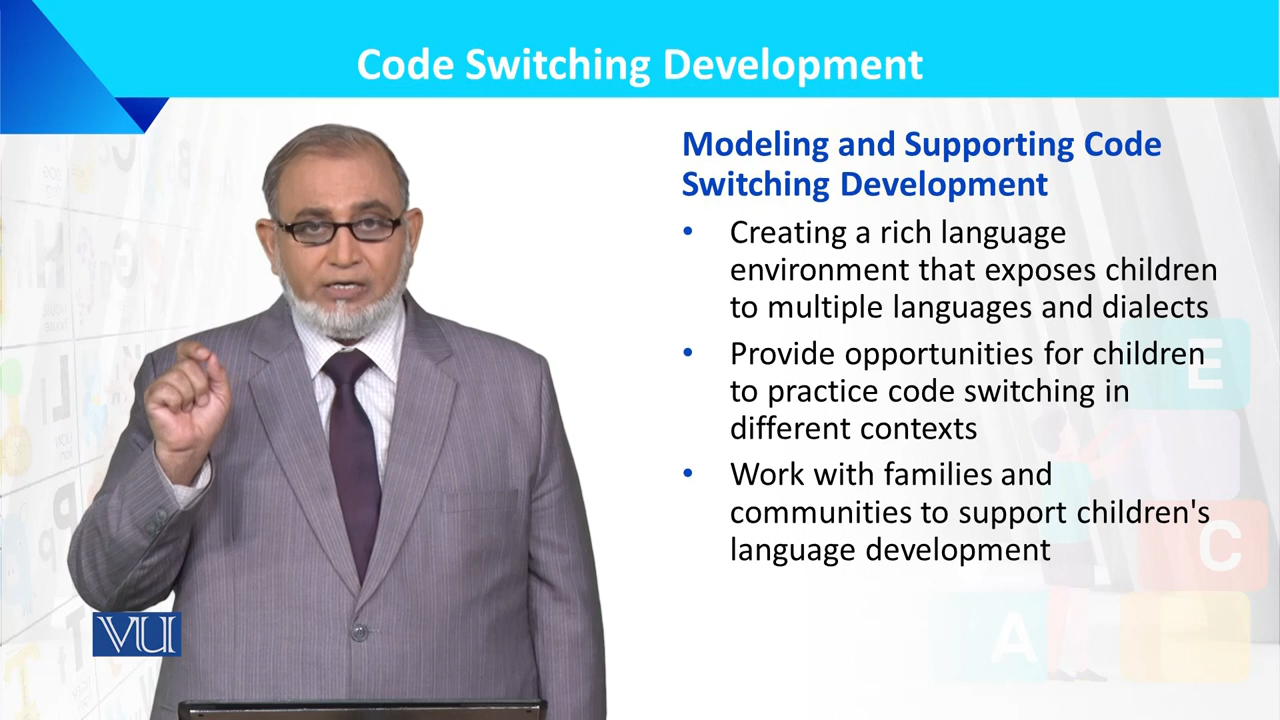 Code Switching Development
Modeling and Supporting Code
Switching Development
• Creating a rich language
environment that exposes children
to multiple languages and dialects
• Provide opportunities for children
to practice code switching in
different contexts
• Work with families and
communities to support children's
language development
VU
E
C
A